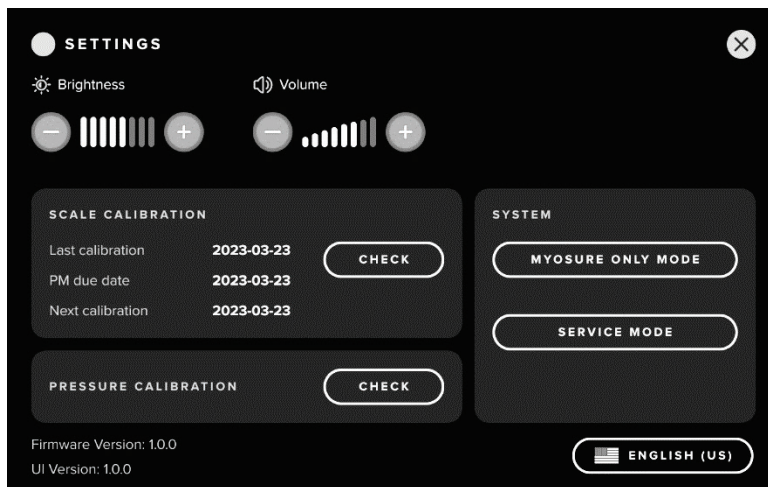 SETTINGS
Brightness
Volume
SCALE CALIBRATION
Last calibration 2023-03-23
PM due date 2023-03-23
Next calibration 2023-03-23
CHECK
PRESSURE CALIBRATION
CHECK
SYSTEM
MYOSURE ONLY MODE
SERVICE MODE
Firmware Version: 1.0.0
UI Version: 1.0.0
ENGLISH (US)